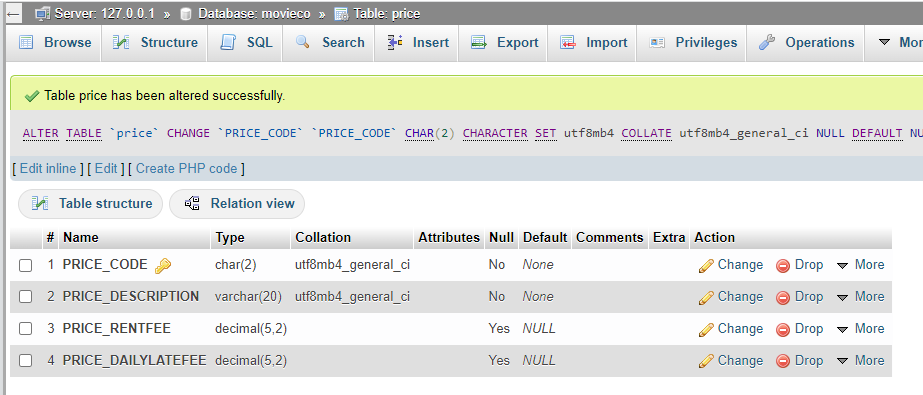 Server: 127.0.0.1 » Database: movieco » Table: price
Browse Structure SQL Search Insert Export Import Privileges Operations Mor
Table price has been altered successfully.
ALTER TABLE `price` CHANGE `PRICE_CODE` `PRICE_CODE` CHAR(2) CHARACTER SET utf8mb4 COLLATE utf8mb4_general_ci NULL DEFAULT NU
[ Edit inline ] [ Edit ] [ Create PHP code ]
Table structure Relation view
# Name Type Collation Attributes Null Default Comments Extra Action
1 PRICE_CODE char(2) utf8mb4_general_ci No None Change Drop More
2 PRICE_DESCRIPTION varchar(20) utf8mb4_general_ci No None Change Drop More
3 PRICE_RENTFEE decimal(5,2) Yes NULL Change Drop More
4 PRICE_DAILYLATEFEE decimal(5,2) Yes NULL Change Drop More